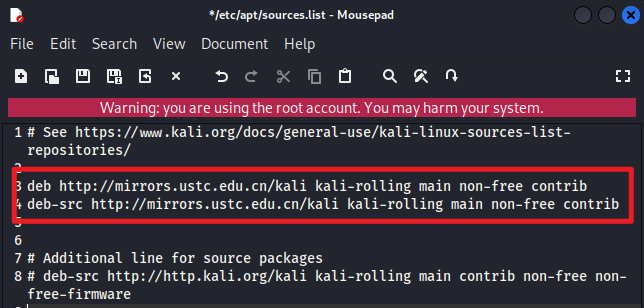 */etc/apt/sources.list - Mousepad
File Edit Search View Document Help
Warning: you are using the root account. You may harm your system.
1 # See https://www.kali.org/docs/general-use/kali-linux-sources-list-
repositories/
2
3 deb http://mirrors.ustc.edu.cn/kali kali-rolling main non-free contrib
4 deb-src http://mirrors.ustc.edu.cn/kali kali-rolling main non-free contrib
5
6
7 # Additional line for source packages
8 # deb-src http://http.kali.org/kali kali-rolling main contrib non-free non-
free-firmware